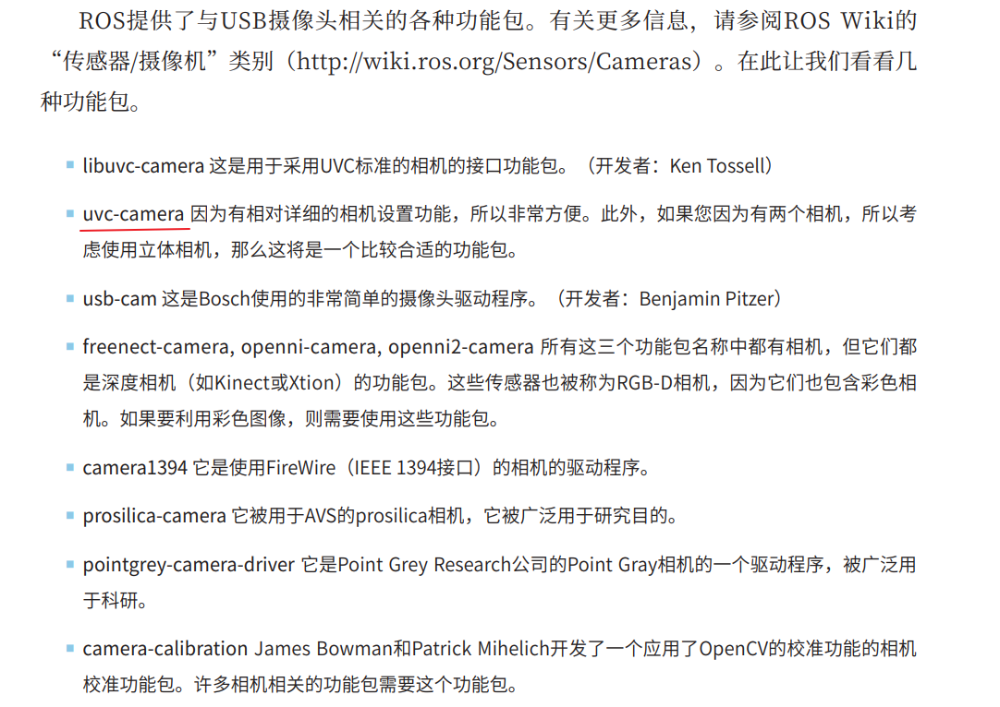 ROS提供了与USB摄像头相关的各种功能包。有关更多信息，请参阅ROS Wiki的
“传感器/摄像机”类别（http://wiki.ros.org/Sensors/Cameras）。在此让我们看看几
种功能包。
■ libuvc-camera 这是用于采用UVC标准的相机的接口功能包。（开发者：Ken Tossell）
■ uvc-camera 因为有相对详细的相机设置功能，所以非常方便。此外，如果您因为有两个相机，所以考
虑使用立体相机，那么这将是一个比较合适的功能包。
■ usb-cam 这是Bosch使用的非常简单的摄像头驱动程序。（开发者：Benjamin Pitzer）
■ freenect-camera, openni-camera, openni2-camera 所有这三个功能包名称中都有相机，但它们都
是深度相机（如Kinect或Xtion）的功能包。这些传感器也被称为RGB-D相机，因为它们也包含彩色相
机。如果要利用彩色图像，则需要使用这些功能包。
■ camera1394 它是使用FireWire（IEEE 1394接口）的相机的驱动程序。
■ prosilica-camera 它被用于AVS的prosilica相机，它被广泛用于研究目的。
■ pointgrey-camera-driver 它是Point Grey Research公司的Point Gray相机的一个驱动程序，被广泛用
于科研。
■ camera-calibration James Bowman和Patrick Mihelich开发了一个应用了OpenCV的校准功能的相机
校准功能包。许多相机相关的功能包需要这个功能包。